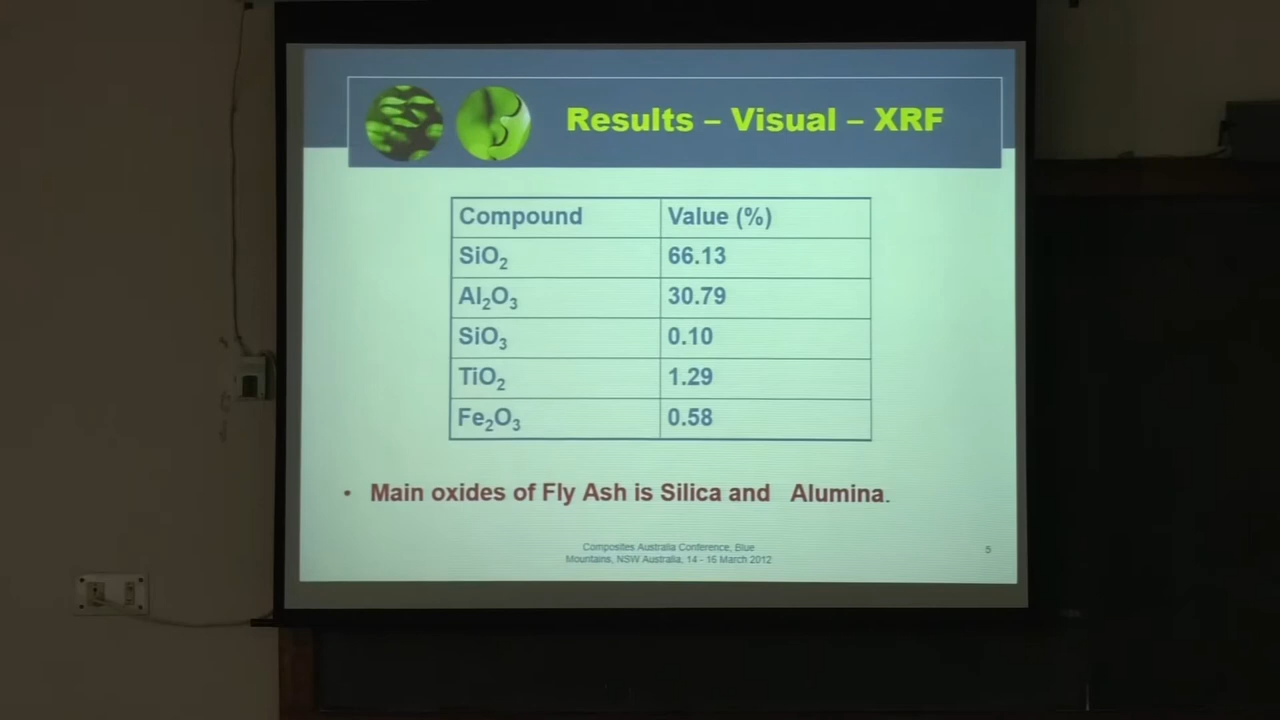 Results – Visual – XRF
Compound Value (%)
SiO2 66.13
Al2O3 30.79
SiO3 0.10
TiO2 1.29
Fe2O3 0.58
• Main oxides of Fly Ash is Silica and Alumina.
Composites Australia Conference, Blue
Mountains, NSW Australia, 14 - 16 March 2012
5